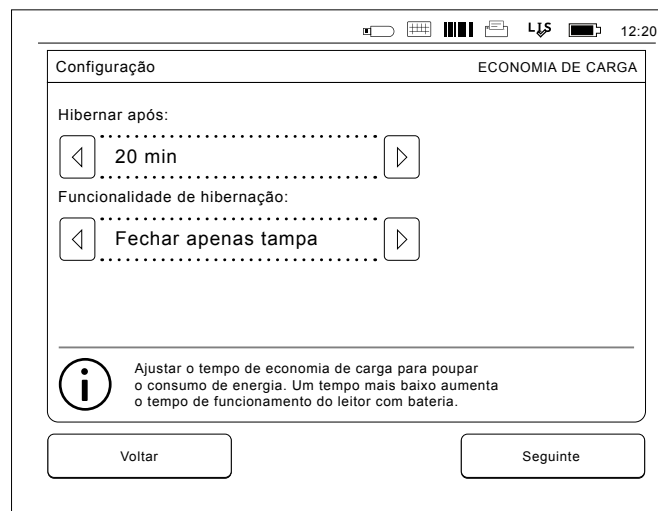 LIS
12:20
Configuração
ECONOMIA DE CARGA
Hibernar após:
20 min
Funcionalidade de hibernação:
Fechar apenas tampa
Ajustar o tempo de economia de carga para poupar
o consumo de energia. Um tempo mais baixo aumenta
o tempo de funcionamento do leitor com bateria.
Voltar
Seguinte